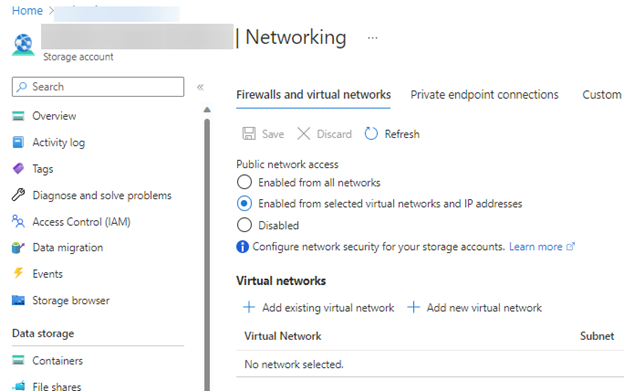 Home >
| Networking ...
Storage account
Search
«
Overview
Activity log
Tags
Diagnose and solve problems
Access Control (IAM)
Data migration
Events
Storage browser
Data storage
Containers
File shares
Firewalls and virtual networks Private endpoint connections Custom
Save Discard Refresh
Public network access
Enabled from all networks
Enabled from selected virtual networks and IP addresses
Disabled
Configure network security for your storage accounts. Learn more
Virtual networks
+ Add existing virtual network + Add new virtual network
Virtual Network Subnet
No network selected.